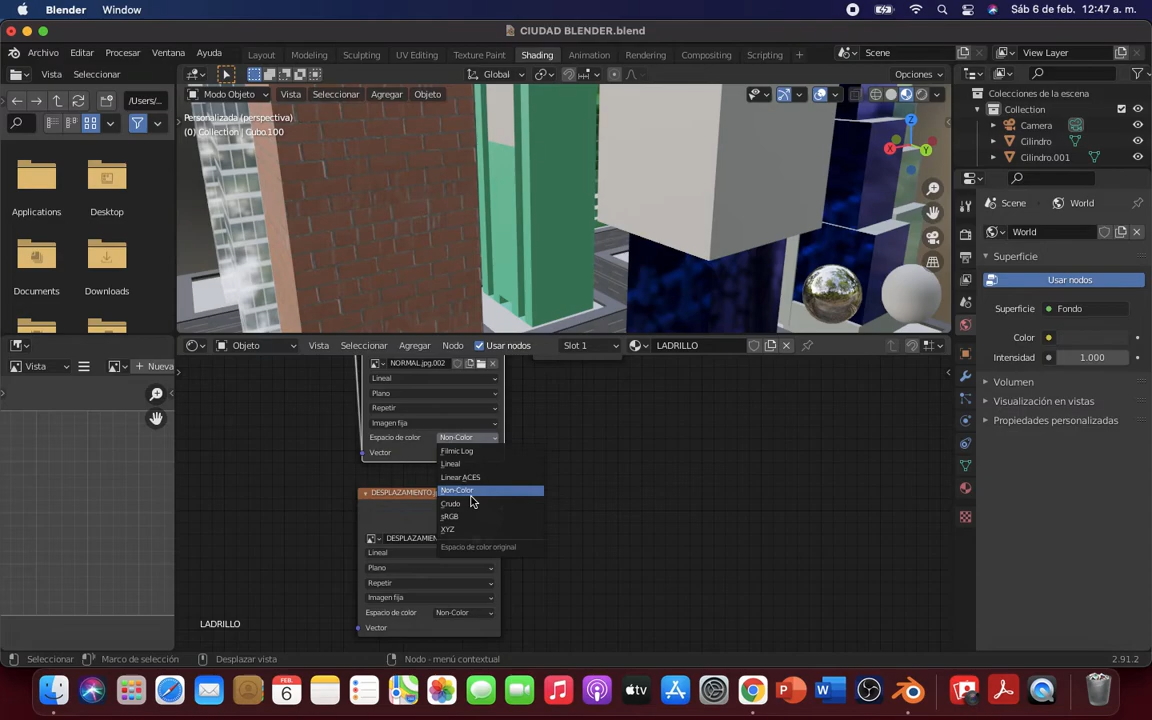 Blender Window Sáb 6 de feb. 12:47 a. m.
CIUDAD BLENDER.blend
Archivo Editar Procesar Ventana Ayuda Layout Modeling Sculpting UV Editing Texture Paint Shading Animation Rendering Compositing Scripting + Scene View Layer
Vista Seleccionar Global Opciones
/Users/... Modo Objeto Vista Seleccionar Agregar Objeto
Colecciones de la escena
Collection
Camera
Cilindro
Cilindro.001
Personalizada (perspectiva)
(0) Collection | Cubo.100
Z
X
Y
Applications Desktop
Documents Downloads
Scene World
World
Superficie
Usar nodos
Superficie Fondo
Color
Intensidad 1.000
Volumen
Visualización en vistas
Propiedades personalizadas
Vista + Nueva
Objeto Vista Seleccionar Agregar Nodo Usar nodos Slot 1 LADRILLO
NORMAL.jpg.002
Lineal
Plano
Repetir
Imagen fija
Espacio de color Non-Color
Vector
Filmic Log
Lineal
Linear ACES
Non-Color
Crudo
sRGB
XYZ
Espacio de color original
DESPLAZAMIENTO
DESPLAZAMIEN
Lineal
Plano
Repetir
Imagen fija
Espacio de color Non-Color
Vector
LADRILLO
Seleccionar Marco de selección Desplazar vista Nodo - menú contextual 2.91.2
FEB.
6